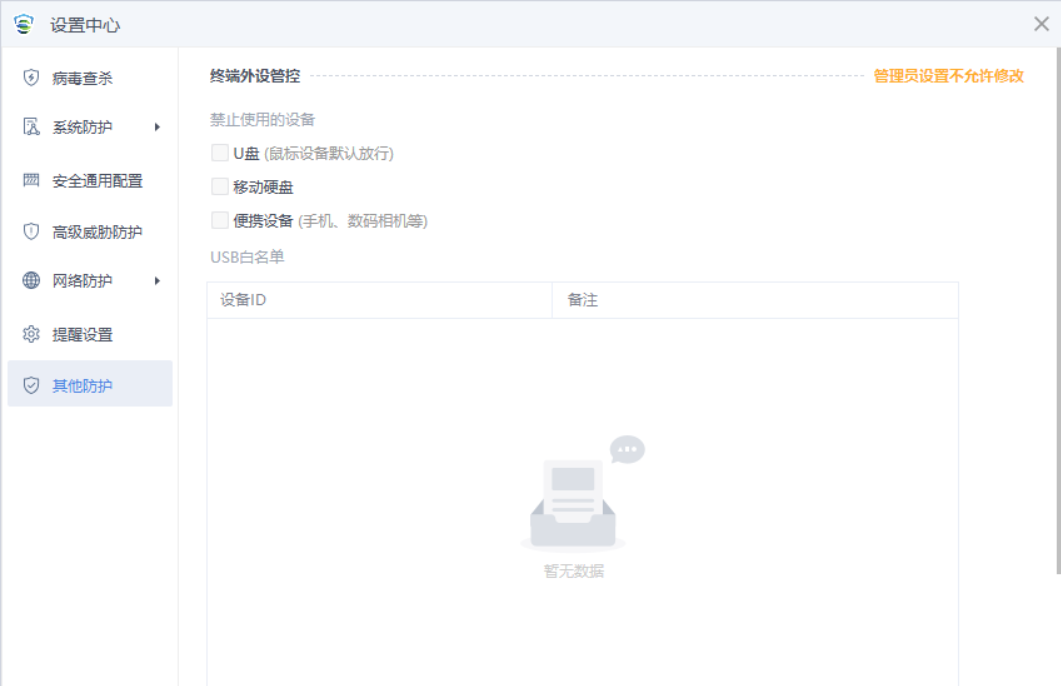 设置中心
病毒查杀
系统防护
安全通用配置
高级威胁防护
网络防护
提醒设置
其他防护
终端外设管控 管理员设置不允许修改
禁止使用的设备
U盘 (鼠标设备默认放行)
移动硬盘
便携设备 (手机、数码相机等)
USB白名单
设备ID 备注
暂无数据